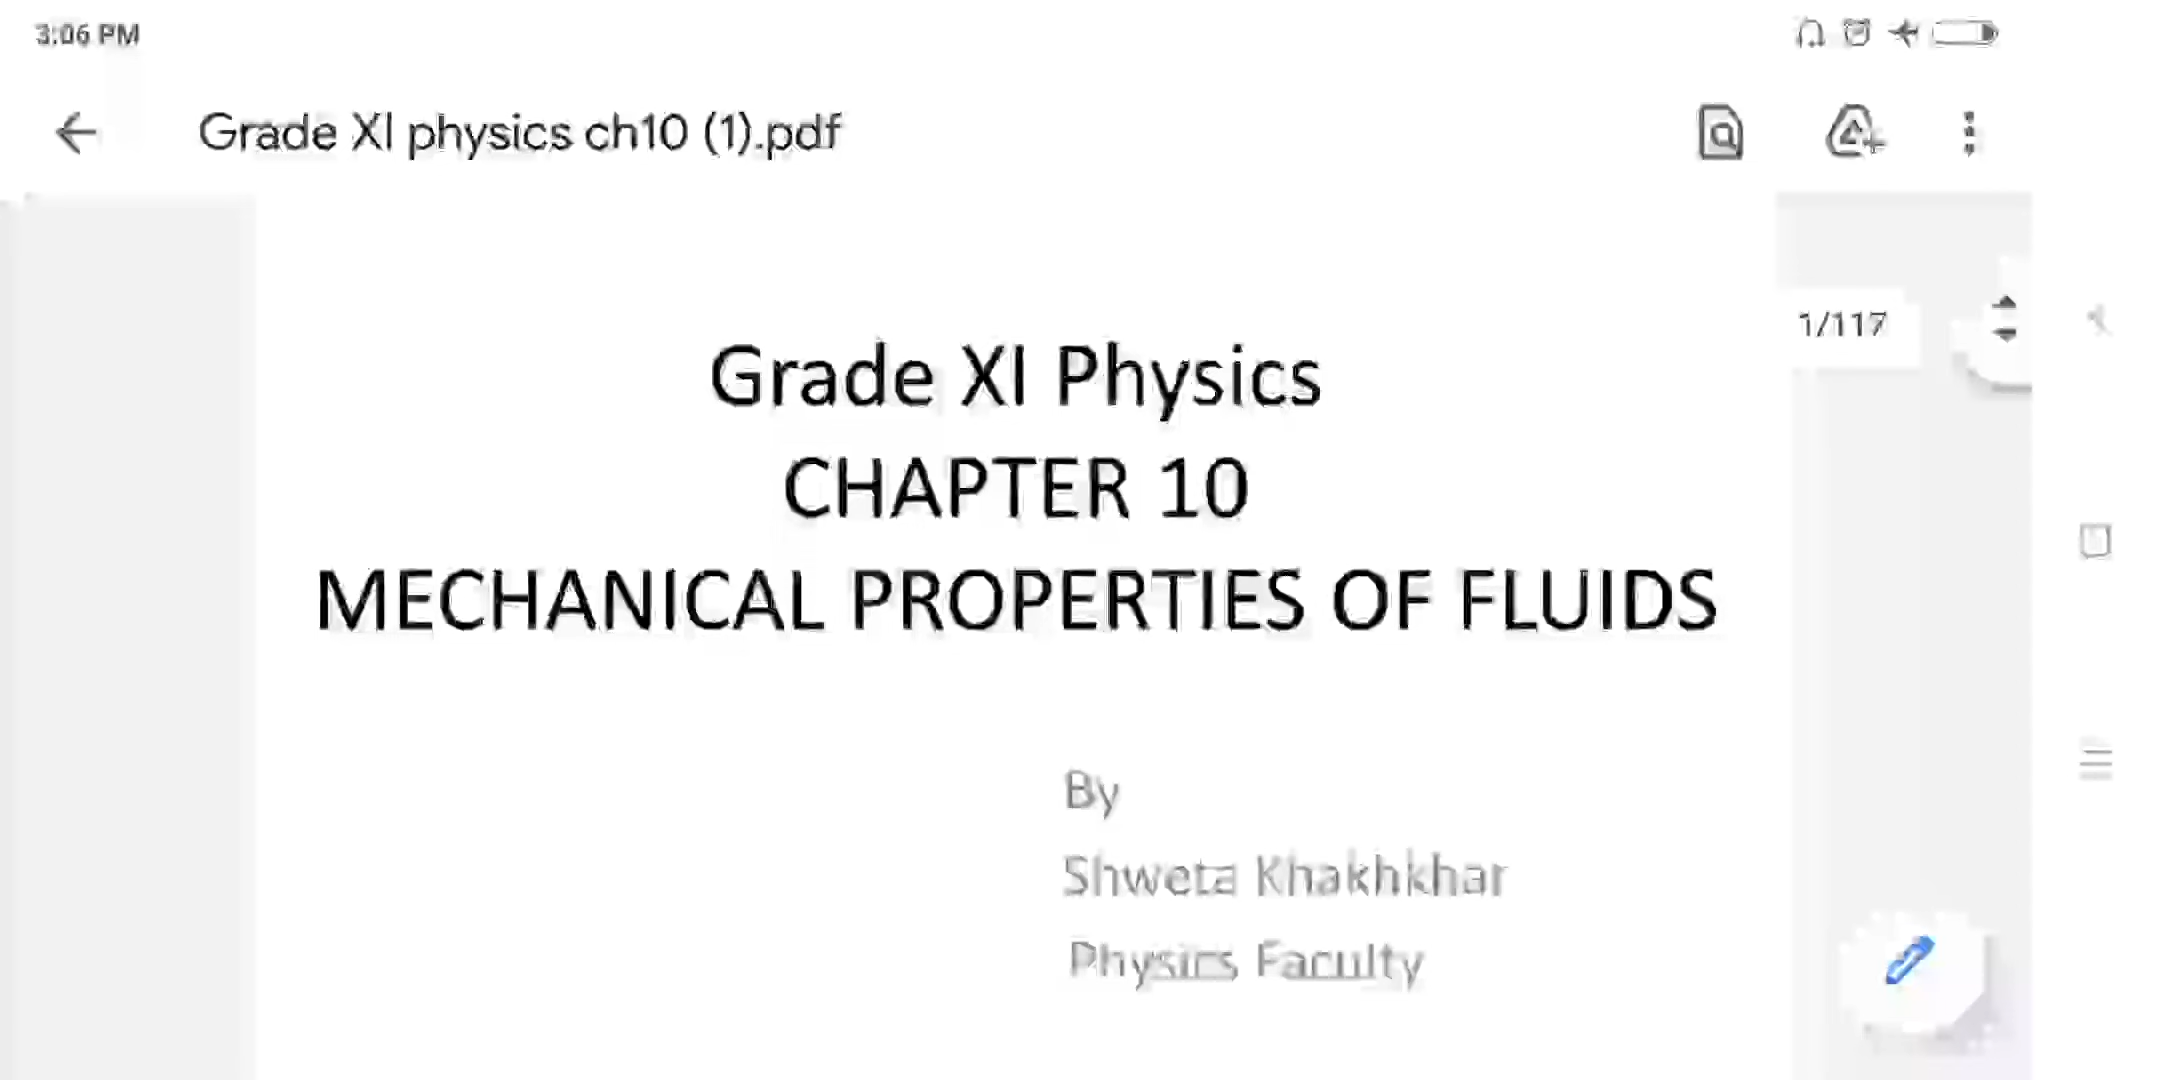 3:06 PM
Grade XI physics ch10 (1).pdf
1/117
Grade XI Physics
CHAPTER 10
MECHANICAL PROPERTIES OF FLUIDS
By
Shweta Khakhkhar
Physics Faculty